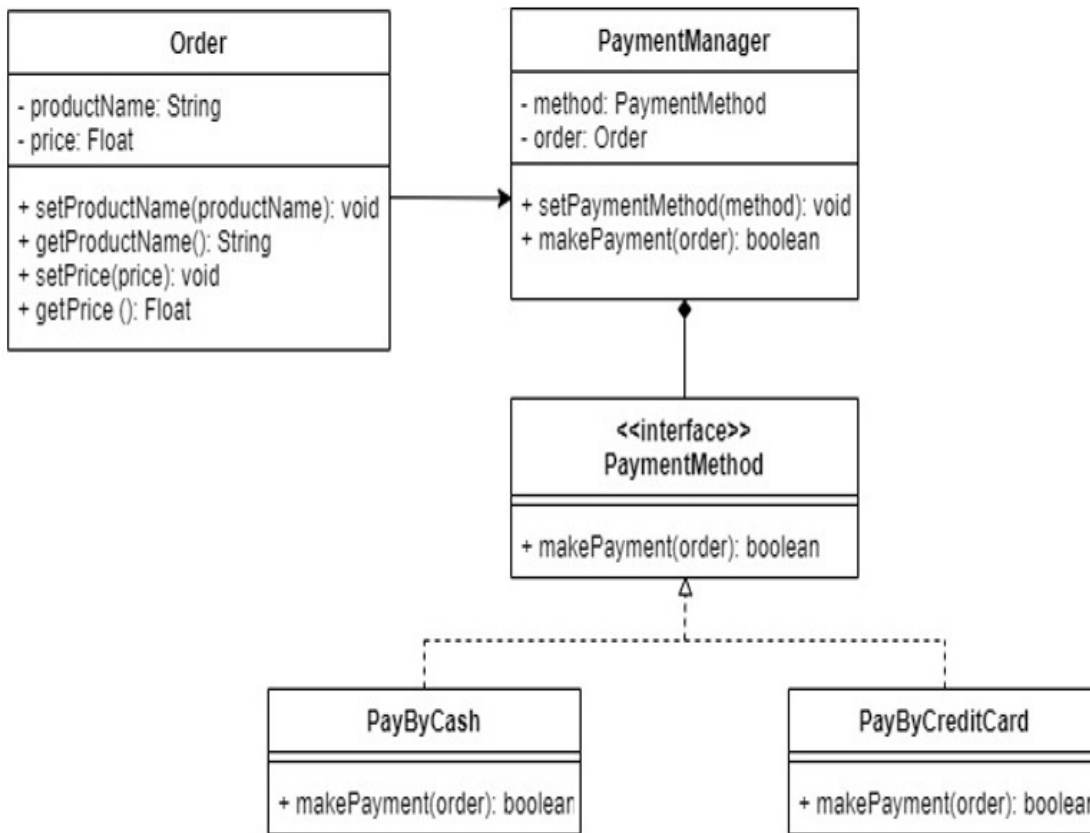 Order
- productName: String
- price: Float
+ setProductName(productName): void
+ getProductName(): String
+ setPrice(price): void
+ getPrice (): Float
PaymentManager
- method: PaymentMethod
- order: Order
+ setPaymentMethod(method): void
+ makePayment(order): boolean
<<interface>>
PaymentMethod
+ makePayment(order): boolean
PayByCash
+ makePayment(order): boolean
PayByCreditCard
+ makePayment(order): boolean